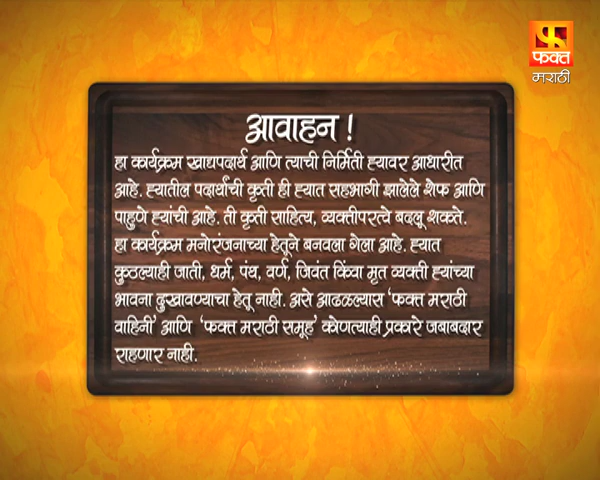 फक्त
मराठी
आवाहन !
हा कार्यक्रम खाद्यपदार्थ आणि त्याची निर्मिती ह्यावर आधारीत
आहे. ह्यातील पदार्थांची कृती ही ह्यात सहभागी झालेले शेफ आणि
पाहुणे ह्यांची आहे. ती कृती साहित्य, व्यक्तीपरत्वे बदलू शकते.
हा कार्यक्रम मनोरंजनाच्या हेतूने बनवला गेला आहे. ह्यात
कुठल्याही जाती, धर्म, पंथ, वर्ण, जिवंत किंवा मृत व्यक्ती ह्यांच्या
भावना दुखावण्याचा हेतू नाही. असे आढळल्यास ‘फक्त मराठी
वाहिनी’ आणि ‘फक्त मराठी समूह’ कोणत्याही प्रकारे जबाबदार
राहणार नाही.